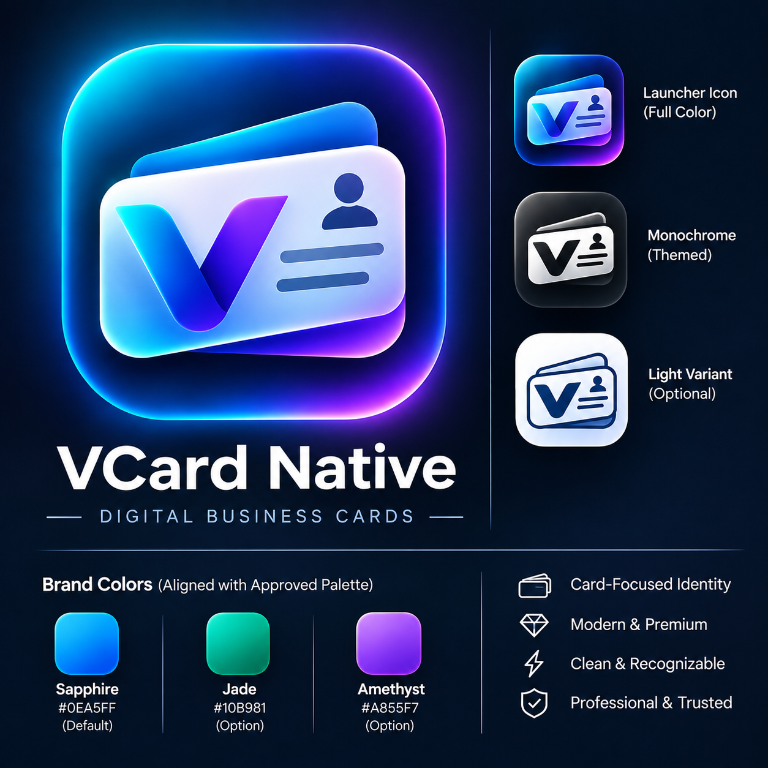 V
VCard Native
DIGITAL BUSINESS CARDS
V
Launcher Icon
(Full Color)
V
Monochrome
(Themed)
V
Light Variant
(Optional)
Brand Colors (Aligned with Approved Palette)
Sapphire
#0EA5FF
(Default)
Jade
#10B981
(Option)
Amethyst
#A855F7
(Option)
Card-Focused Identity
Modern & Premium
Clean & Recognizable
Professional & Trusted